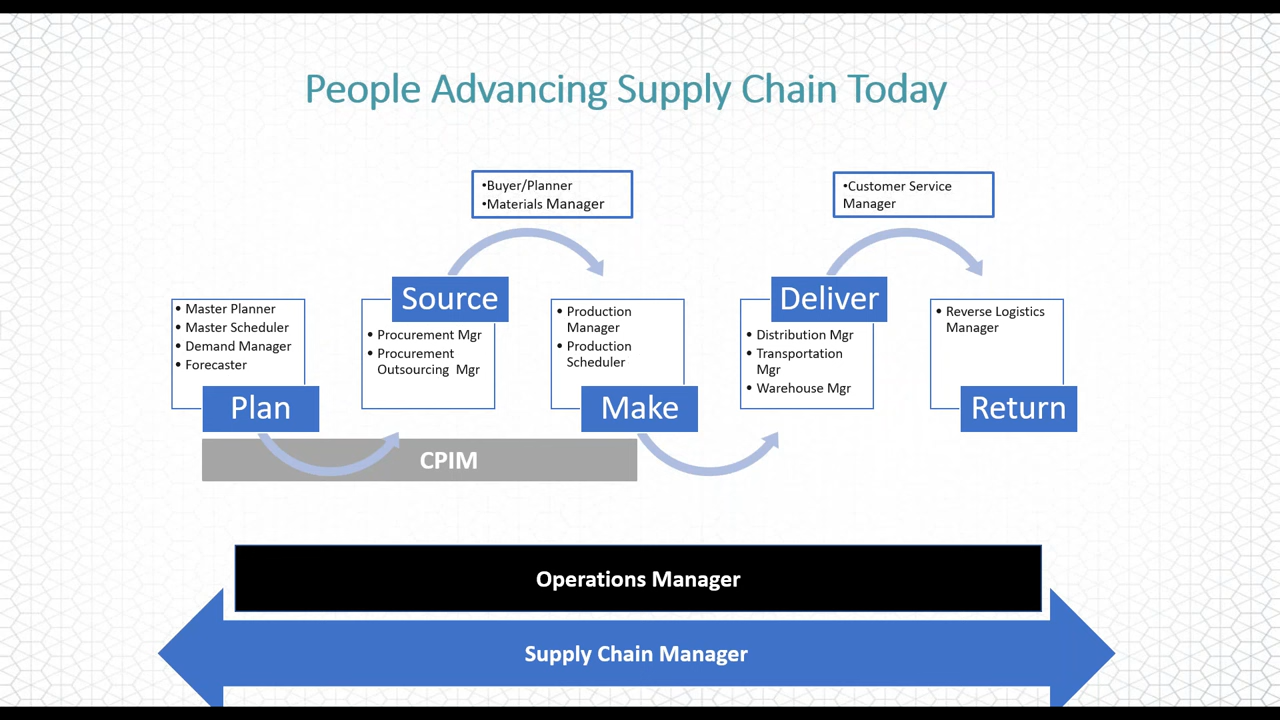 People Advancing Supply Chain Today
•Buyer/Planner
•Materials Manager
•Customer Service
Manager
• Master Planner
• Master Scheduler
• Demand Manager
• Forecaster
Plan
Source
• Procurement Mgr
• Procurement
Outsourcing Mgr
• Production
Manager
• Production
Scheduler
Make
Deliver
• Distribution Mgr
• Transportation
Mgr
• Warehouse Mgr
• Reverse Logistics
Manager
Return
CPIM
Operations Manager
Supply Chain Manager